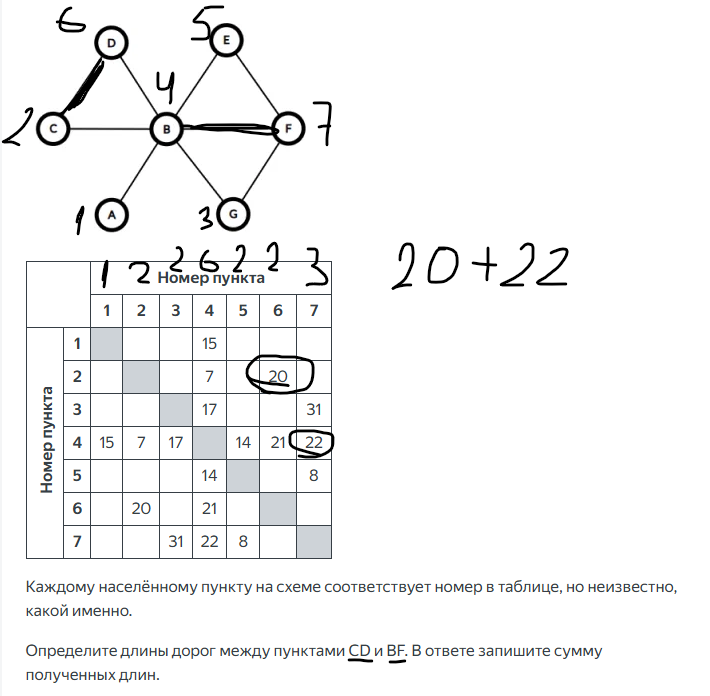 6 5
D E
4
2 C B F 7
1 A 3 G
1 2 2 6 2 2 3
20+22
Номер пункта
1 2 3 4 5 6 7
Номер пункта
1 15
2 7 20
3 17 31
4 15 7 17 14 21 22
5 14 8
6 20 21
7 31 22 8
Каждому населённому пункту на схеме соответствует номер в таблице, но неизвестно,
какой именно.
Определите длины дорог между пунктами CD и BF. В ответе запишите сумму
полученных длин.